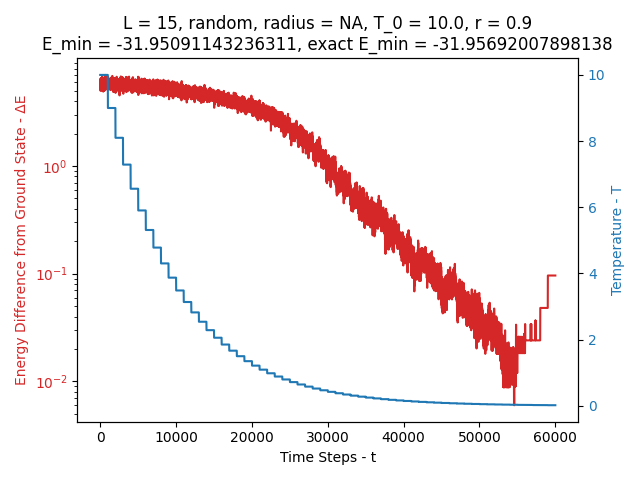 L = 15, random, radius = NA, T_0 = 10.0, r = 0.9
E_min = -31.95091143236311, exact E_min = -31.95692007898138
Energy Difference from Ground State - ΔE
10⁰
10⁻¹
10⁻²
10
8
6
4
2
0
Temperature - T
0 10000 20000 30000 40000 50000 60000
Time Steps - t